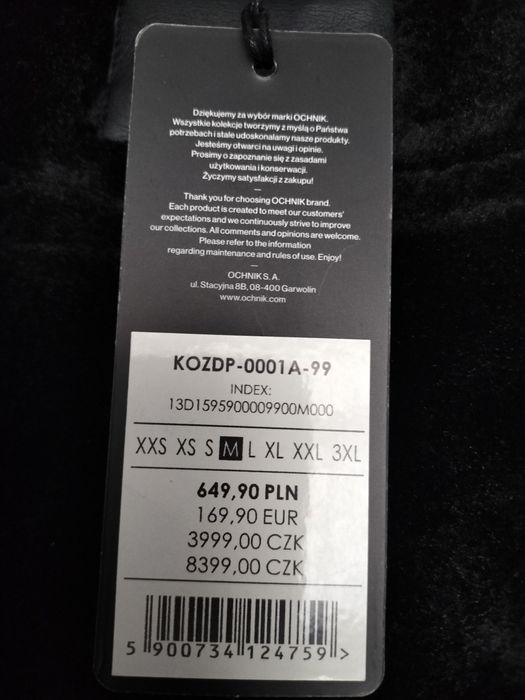 Dziękujemy za wybór marki OCHNIK.
Wszystkie kolekcje tworzymy z myślą o Państwa
potrzebach i stale udoskonalamy nasze produkty.
Jesteśmy otwarci na uwagi i opinie.
Prosimy o zapoznanie się z zasadami
użytkowania i konserwacji.
Życzymy satysfakcji z zakupu!
—
Thank you for choosing OCHNIK brand.
Each product is created to meet our customers'
expectations and we continuously strive to improve
our collections. All comments and opinions are welcome.
Please refer to the information
regarding maintenance and rules of use. Enjoy!
—
OCHNIK S. A.
ul. Stacyjna 8B, 08-400 Garwolin
www.ochnik.com
KOZDP-0001A-99
INDEX:
13D1595900009900M000
XXS XS S M L XL XXL 3XL
649,90 PLN
169,90 EUR
3999,00 CZK
8399,00 CZK
5 900734 124759 >